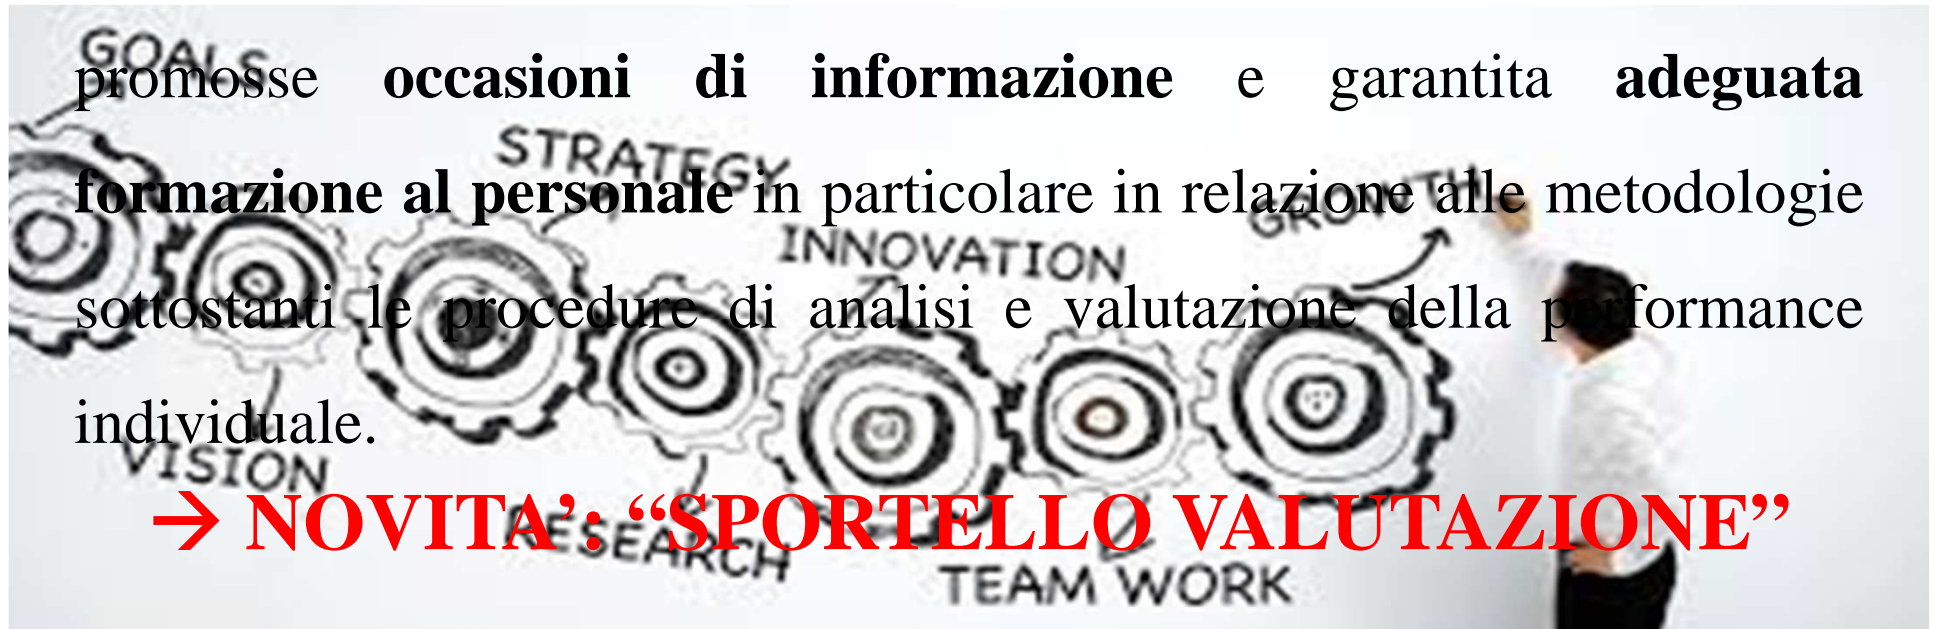 GOALS
promosse occasioni di informazione e garantita adeguata
STRATEGY
formazione al personale in particolare in relazione alle metodologie
GROWTH
INNOVATION
sottostanti le procedure di analisi e valutazione della performance
individuale.
VISION
→ NOVITA’: “SPORTELLO VALUTAZIONE”
RESEARCH
TEAM WORK